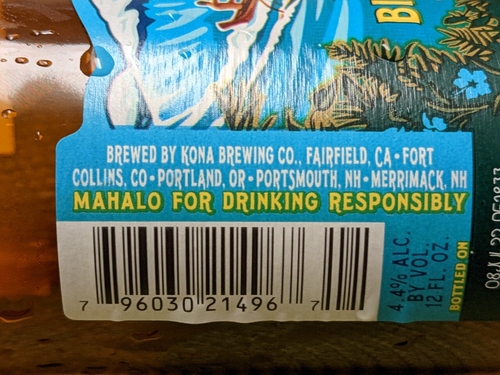 BREWED BY KONA BREWING CO., FAIRFIELD, CA • FORT
COLLINS, CO • PORTLAND, OR • PORTSMOUTH, NH • MERRIMACK, NH
MAHALO FOR DRINKING RESPONSIBLY
7 96030 21496 7
4.4% ALC.
BY VOL.
12 FL. OZ.
BOTTLED ON